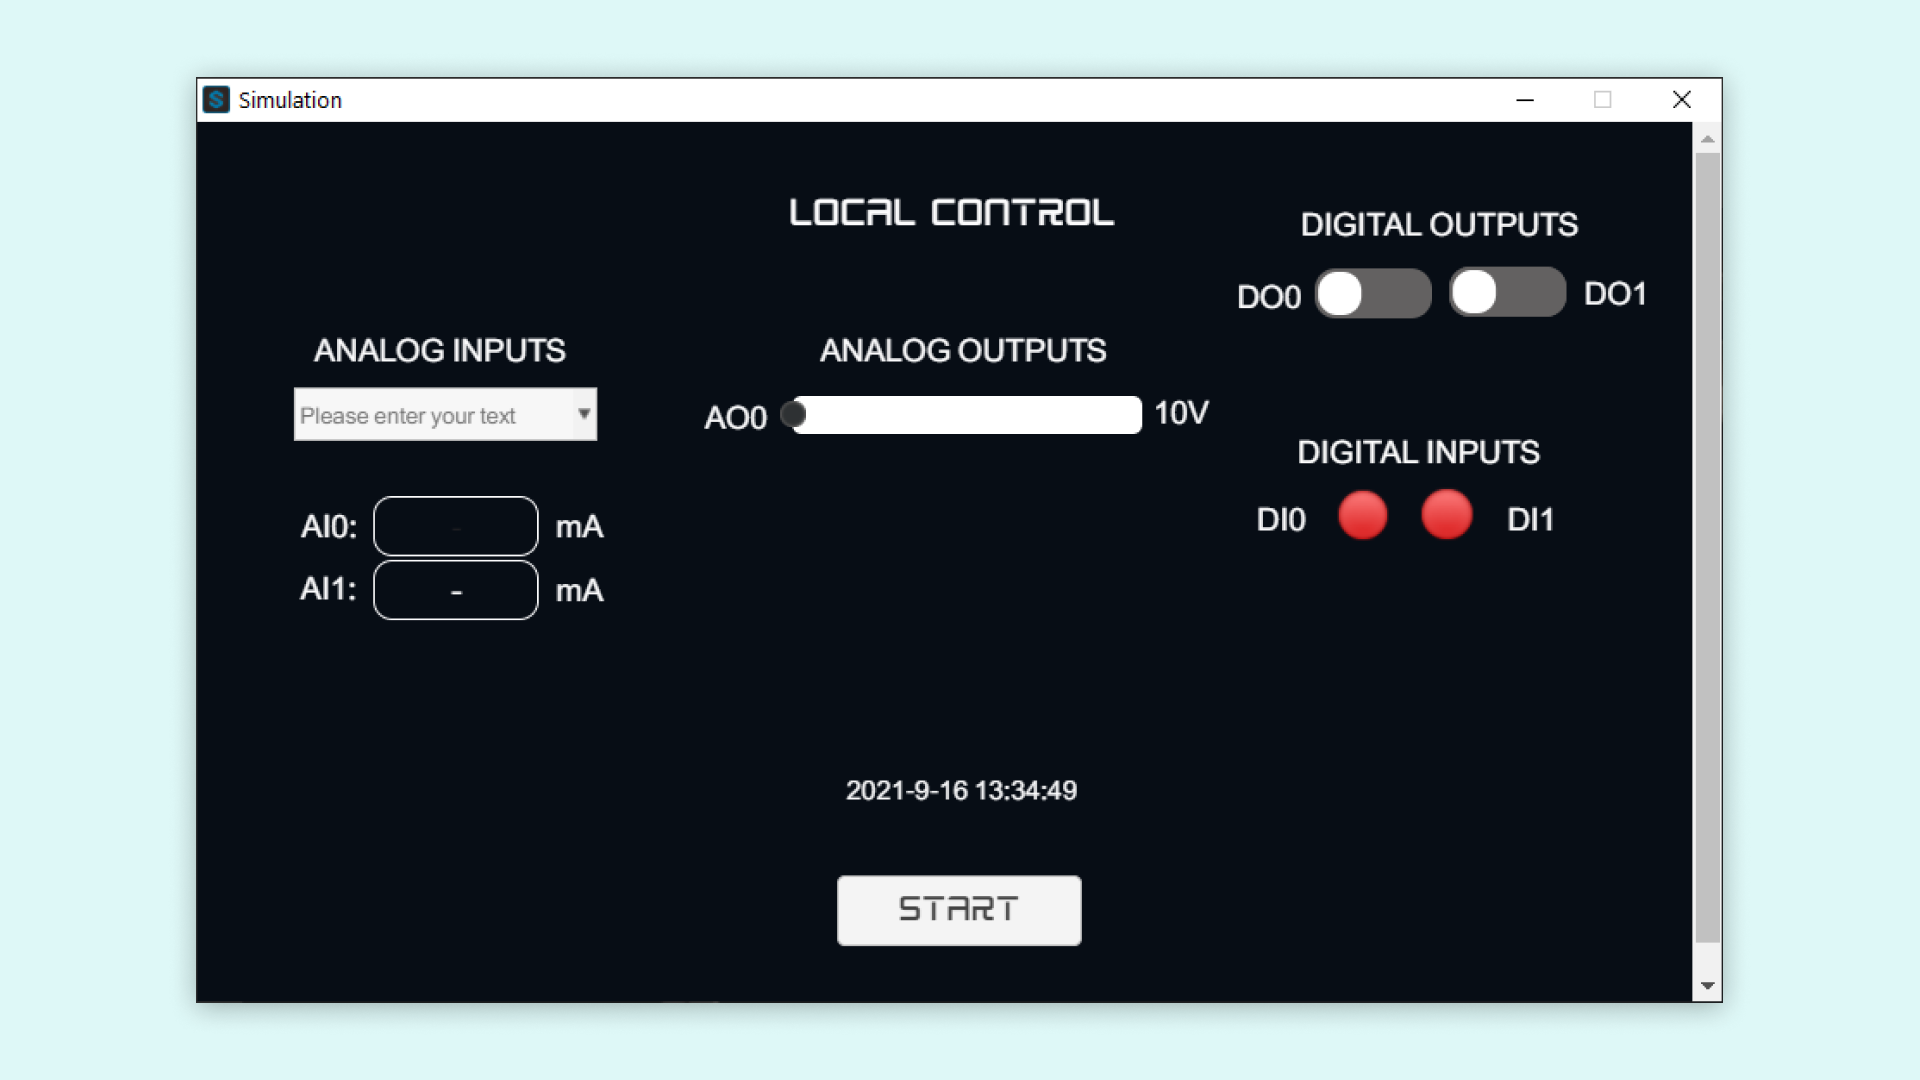 Simulation
LOCAL CONTROL
DIGITAL OUTPUTS
DO0
DO1
ANALOG INPUTS
ANALOG OUTPUTS
Please enter your text
AO0
10V
DIGITAL INPUTS
DI0
DI1
AI0: - mA
AI1: - mA
2021-9-16 13:34:49
START